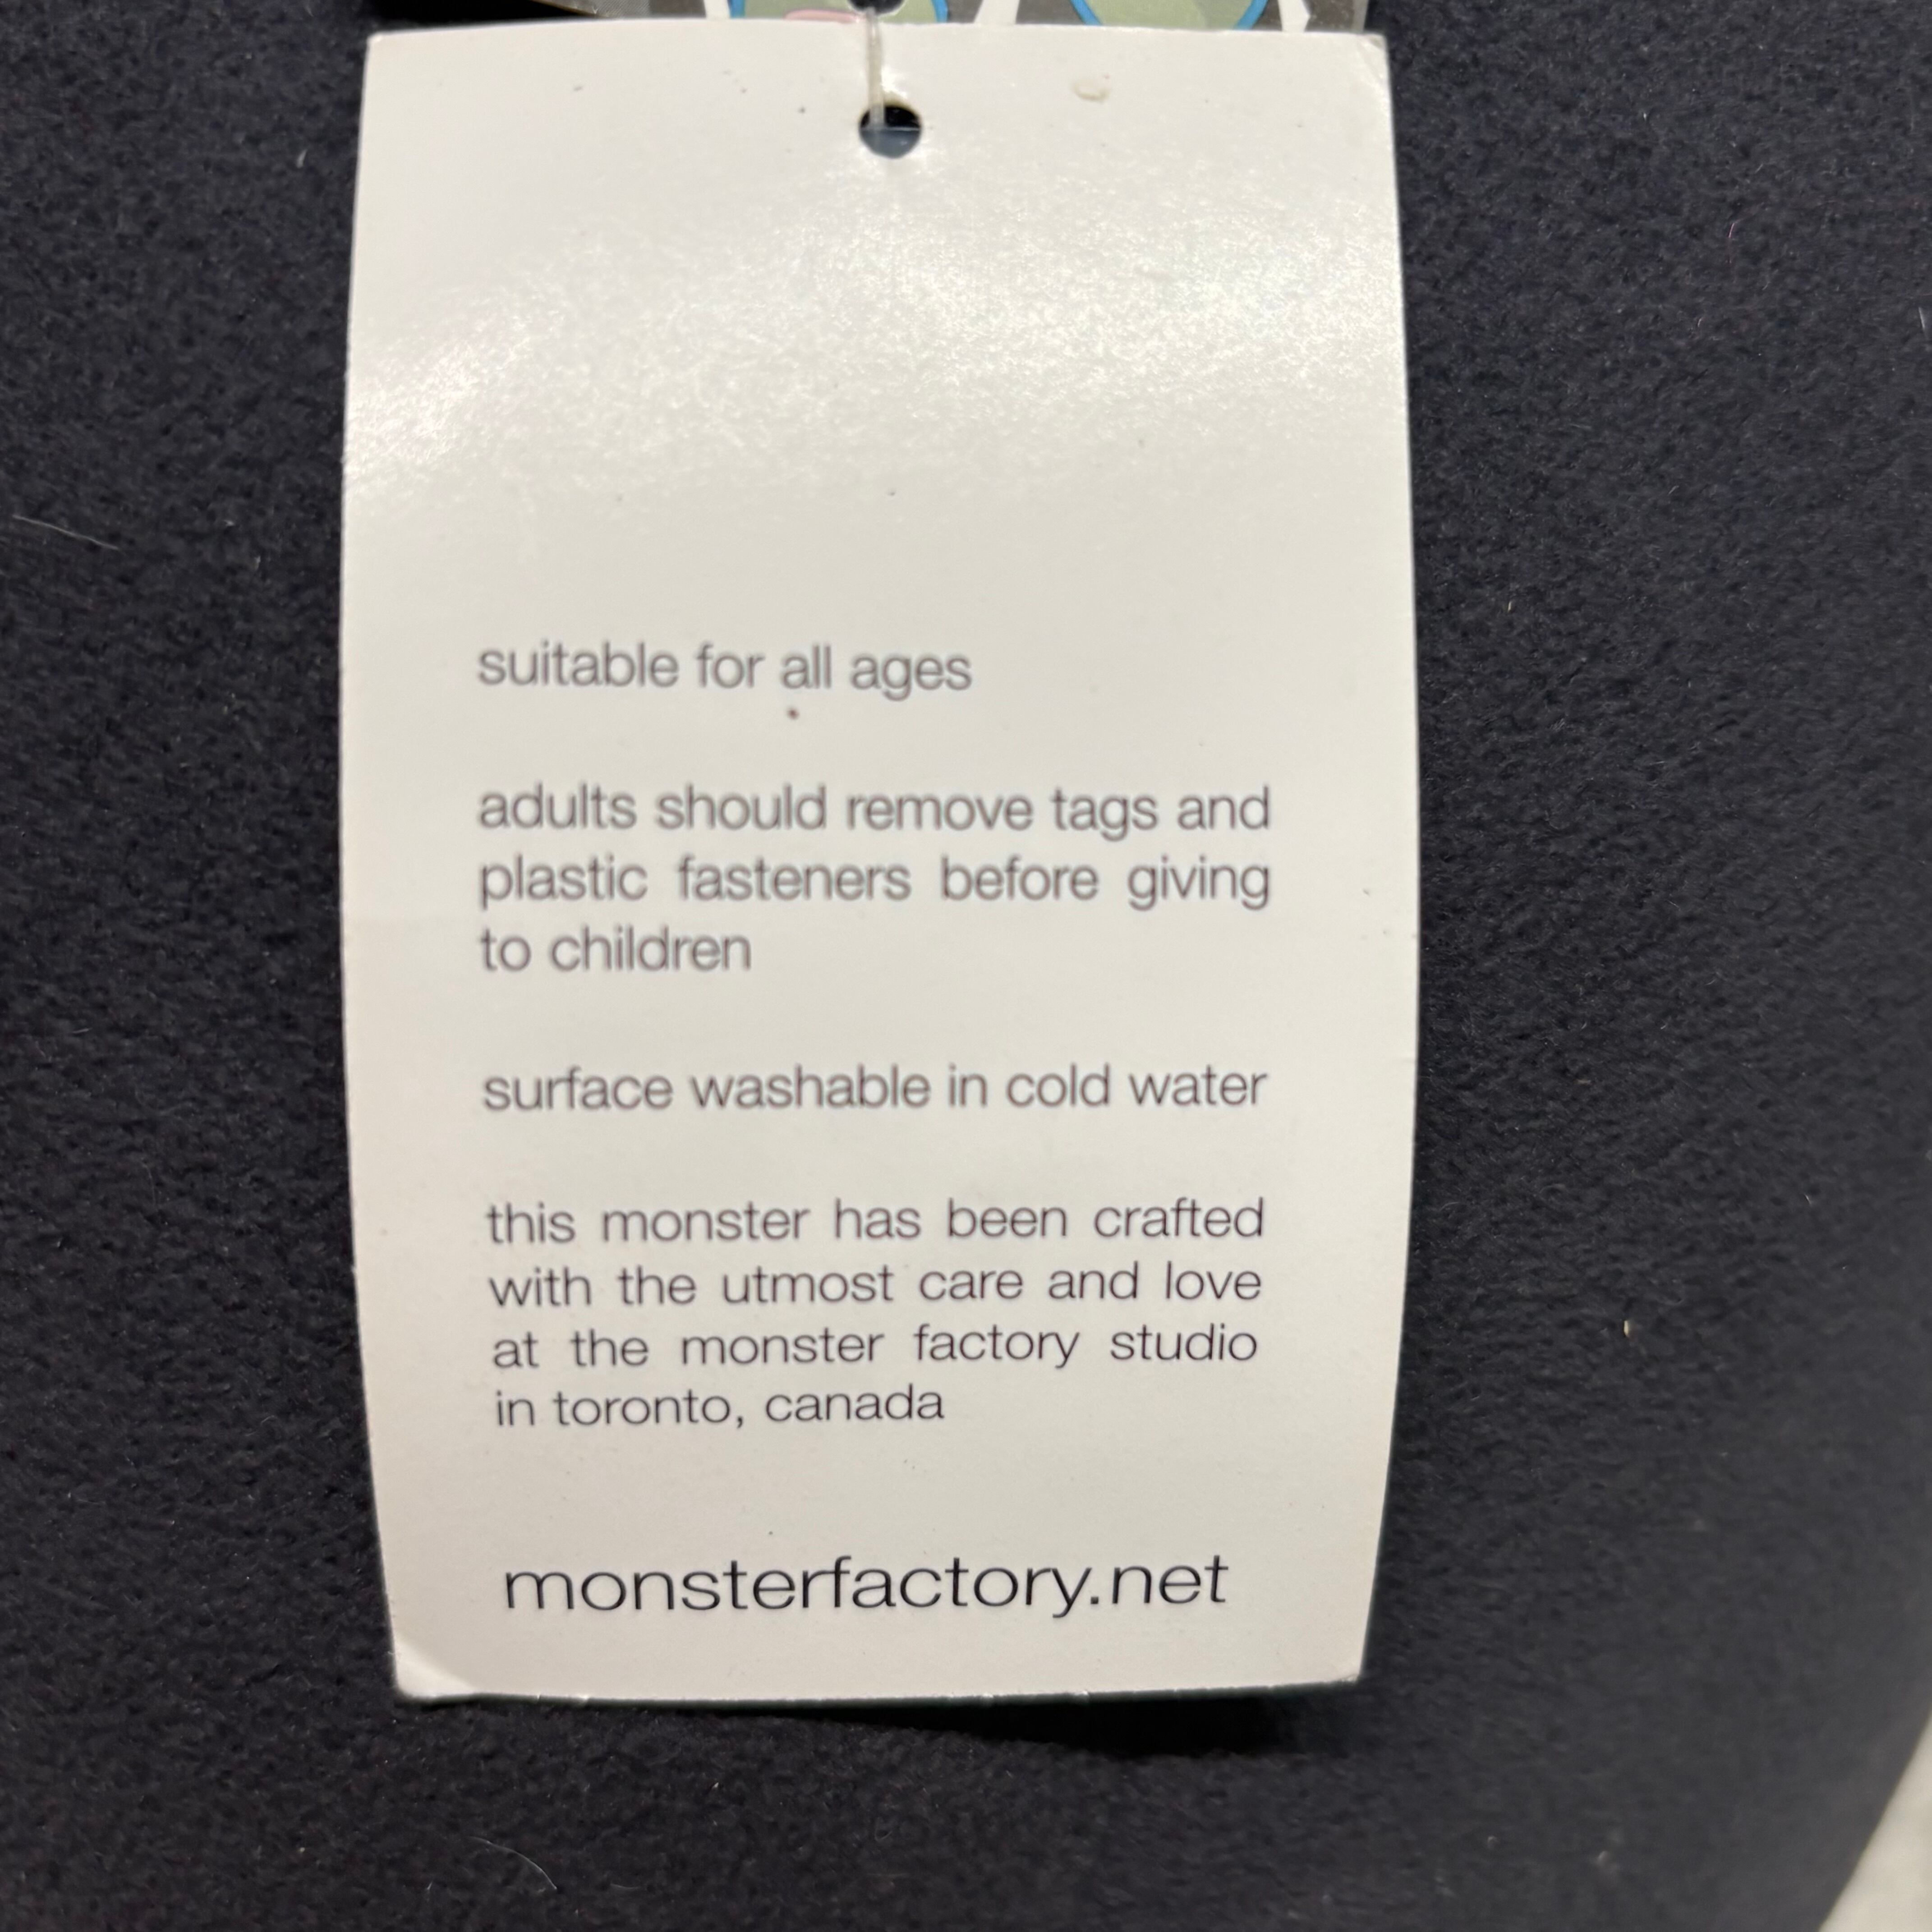 suitable for all ages
adults should remove tags and
plastic fasteners before giving
to children
surface washable in cold water
this monster has been crafted
with the utmost care and love
at the monster factory studio
in toronto, canada
monsterfactory.net